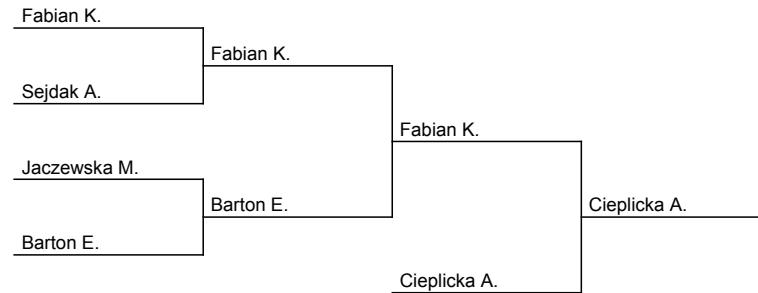 Fabian K.
Fabian K.
Sejdak A.
Fabian K.
Jaczewska M.
Barton E.
Cieplicka A.
Barton E.
Cieplicka A.